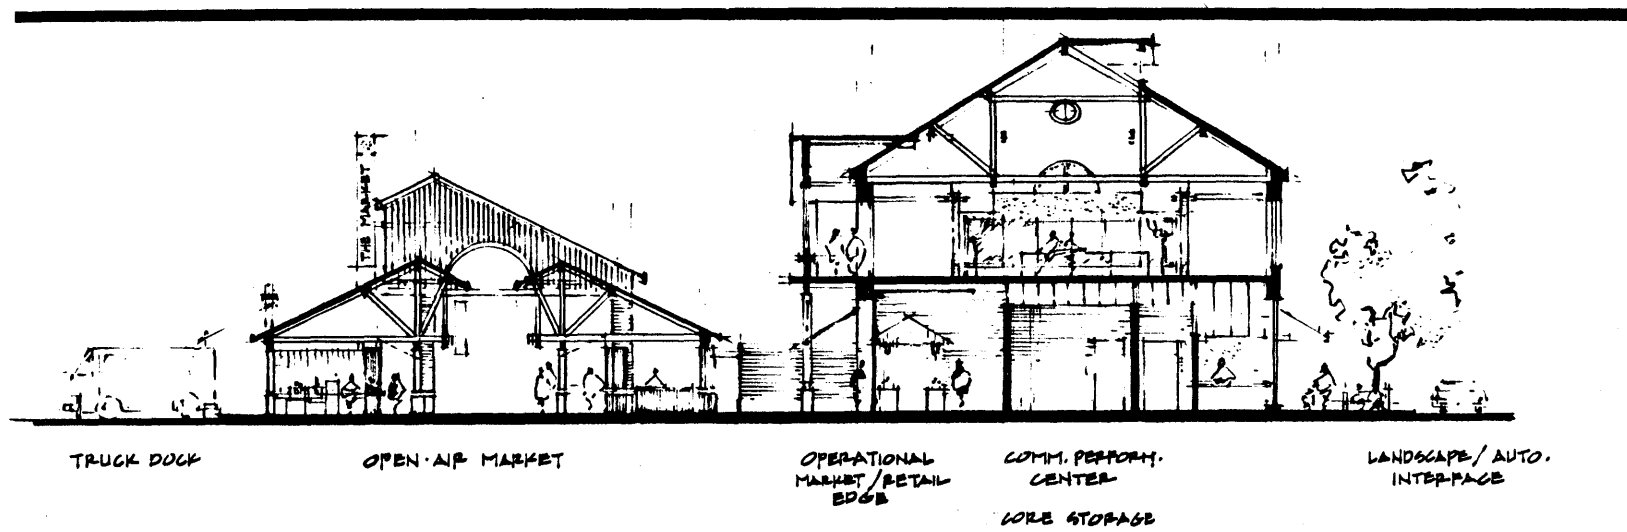 THE MARKET
TRUCK DOCK
OPEN·AIR MARKET
OPERATIONAL
MARKET/RETAIL
EDGE
COMM. PERFORM.
CENTER
CORE STORAGE
LANDSCAPE/AUTO.
INTERFACE